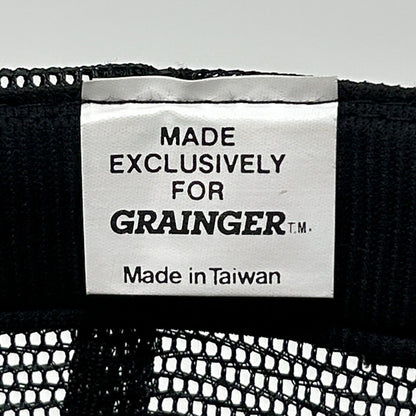 MADE
EXCLUSIVELY
FOR
GRAINGER T.M.
Made in Taiwan